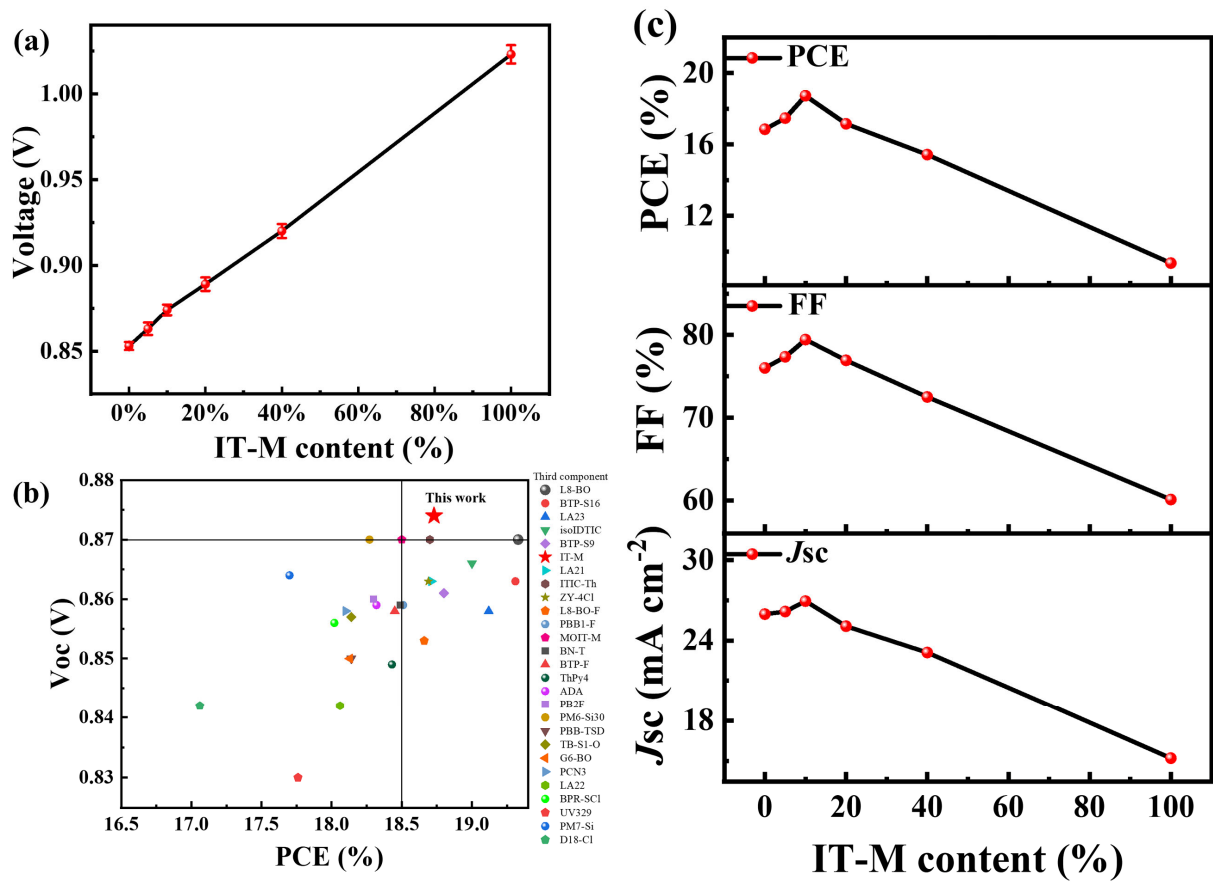 (a)
Voltage (V)
1.00
0.95
0.90
0.85
0% 20% 40% 60% 80% 100%
IT-M content (%)
(b)
Voc (V)
0.88
0.87
0.86
0.85
0.84
0.83
16.5 17.0 17.5 18.0 18.5 19.0
PCE (%)
This work
Third component
L8-BO
BTP-S16
LA23
isoIDTIC
BTP-S9
IT-M
LA21
ITIC-Th
ZY-4Cl
L8-BO-F
PBB1-F
MOIT-M
BN-T
BTP-F
ThPy4
ADA
PB2F
PM6-Si30
PBB-TSD
TB-S1-O
G6-BO
PCN3
LA22
BPR-SCl
UV329
PM7-Si
D18-Cl
(c)
PCE
PCE (%)
20
16
12
FF
FF (%)
80
70
60
Jsc
Jsc (mA cm-2)
30
24
18
0 20 40 60 80 100
IT-M content (%)